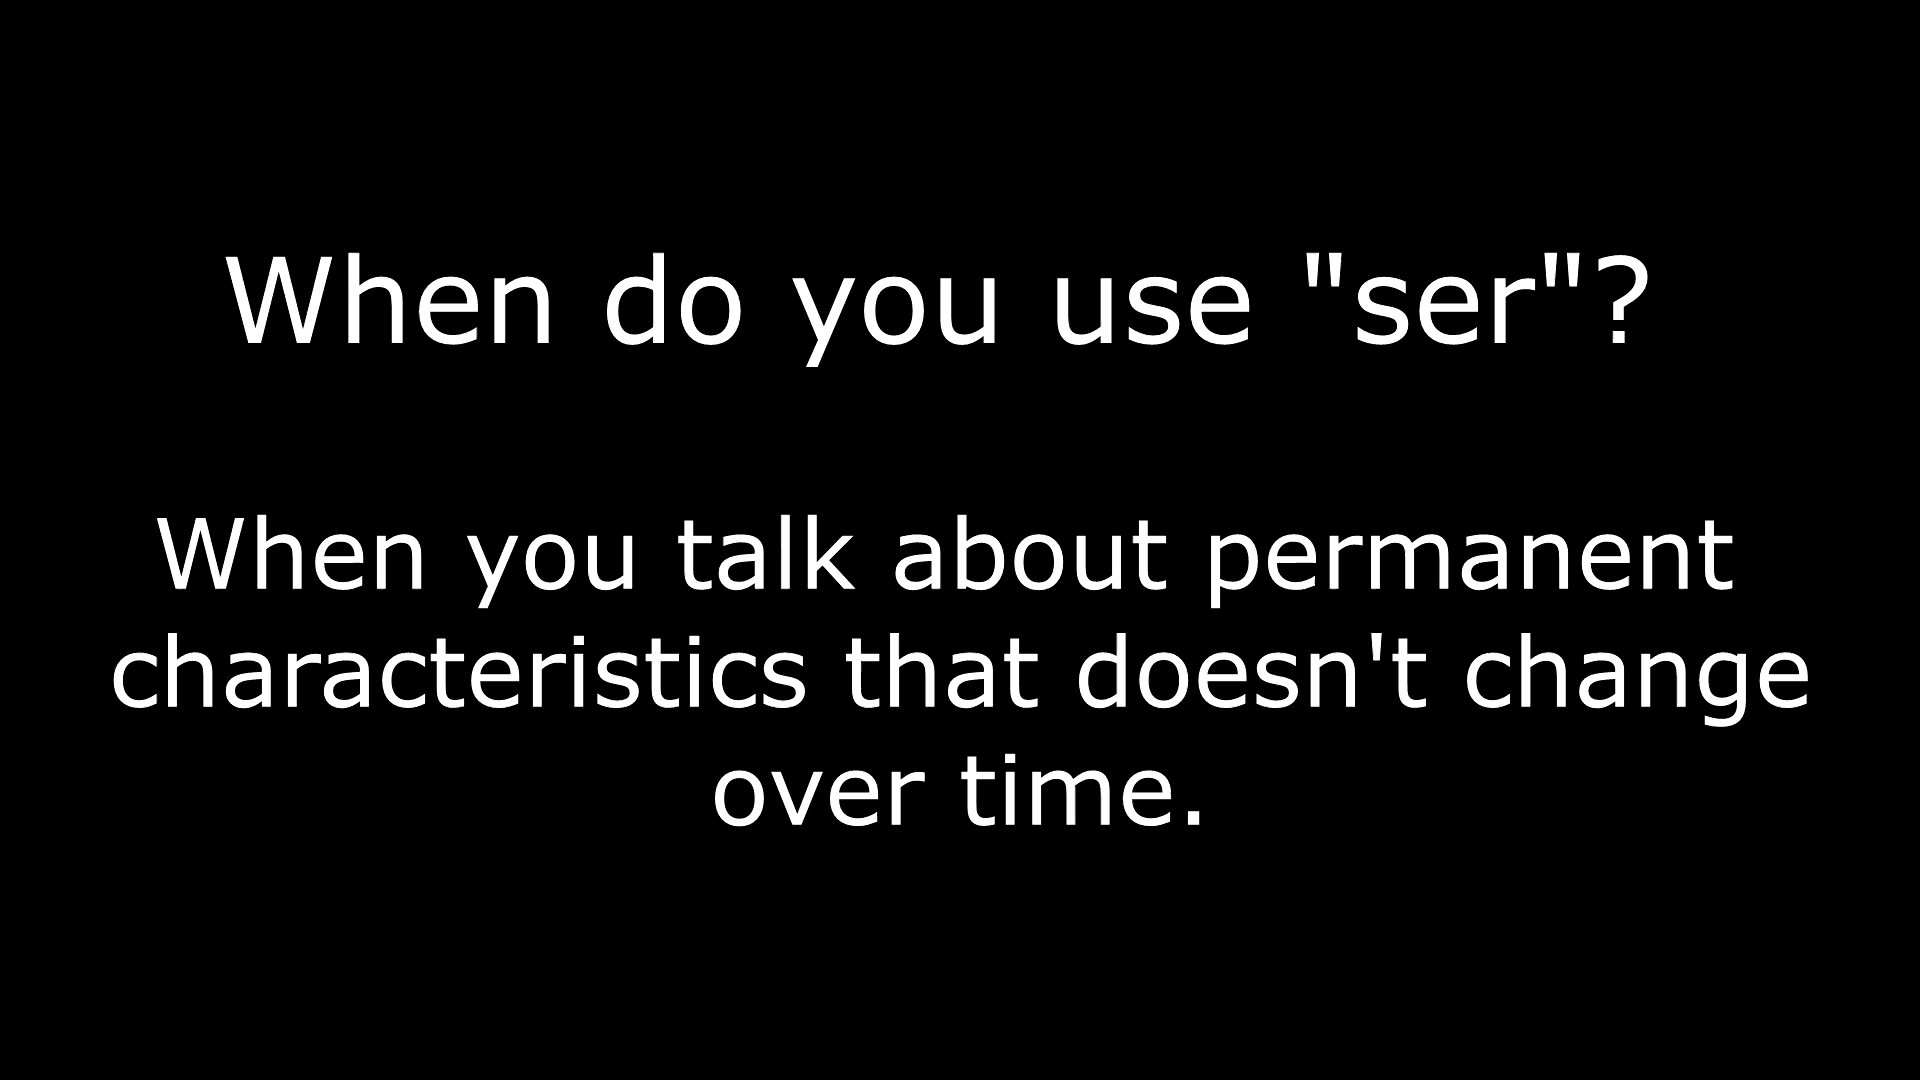 When do you use "ser"?
When you talk about permanent
characteristics that doesn't change
over time.